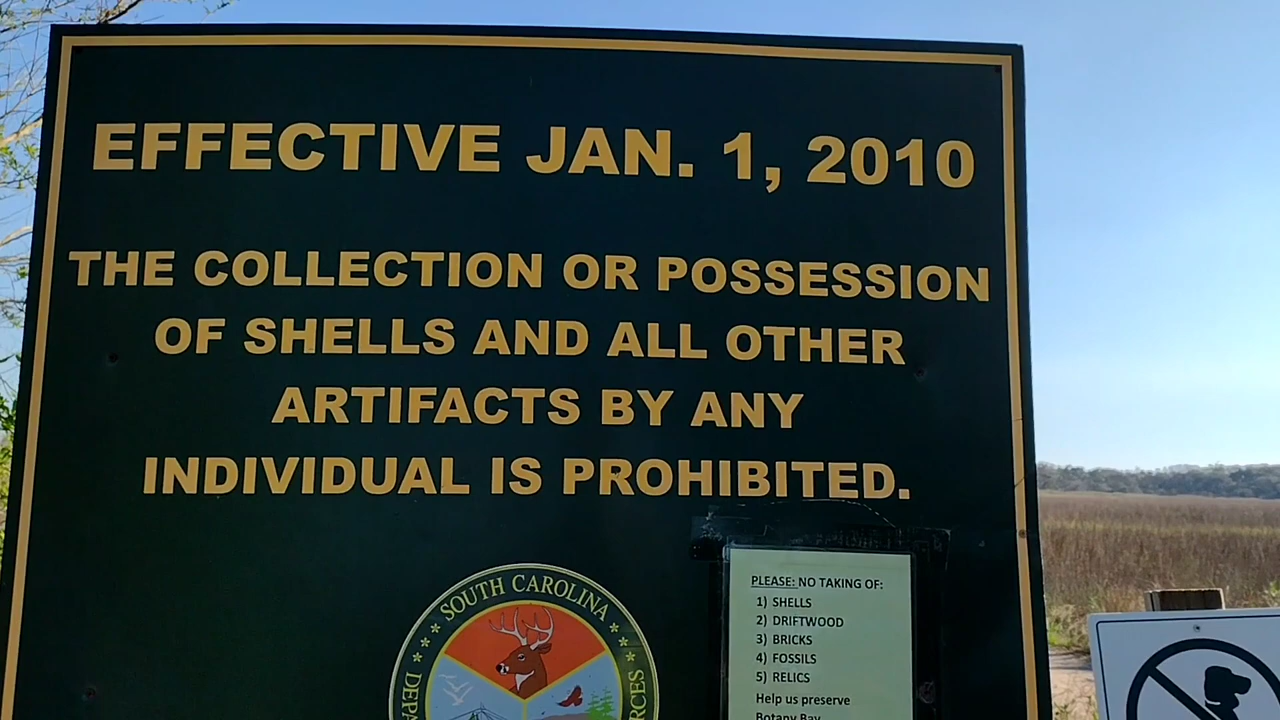 EFFECTIVE JAN. 1, 2010
THE COLLECTION OR POSSESSION
OF SHELLS AND ALL OTHER
ARTIFACTS BY ANY
INDIVIDUAL IS PROHIBITED.
SOUTH CAROLINA
PLEASE: NO TAKING OF:
1) SHELLS
2) DRIFTWOOD
3) BRICKS
4) FOSSILS
5) RELICS
Help us preserve
Botany Bay